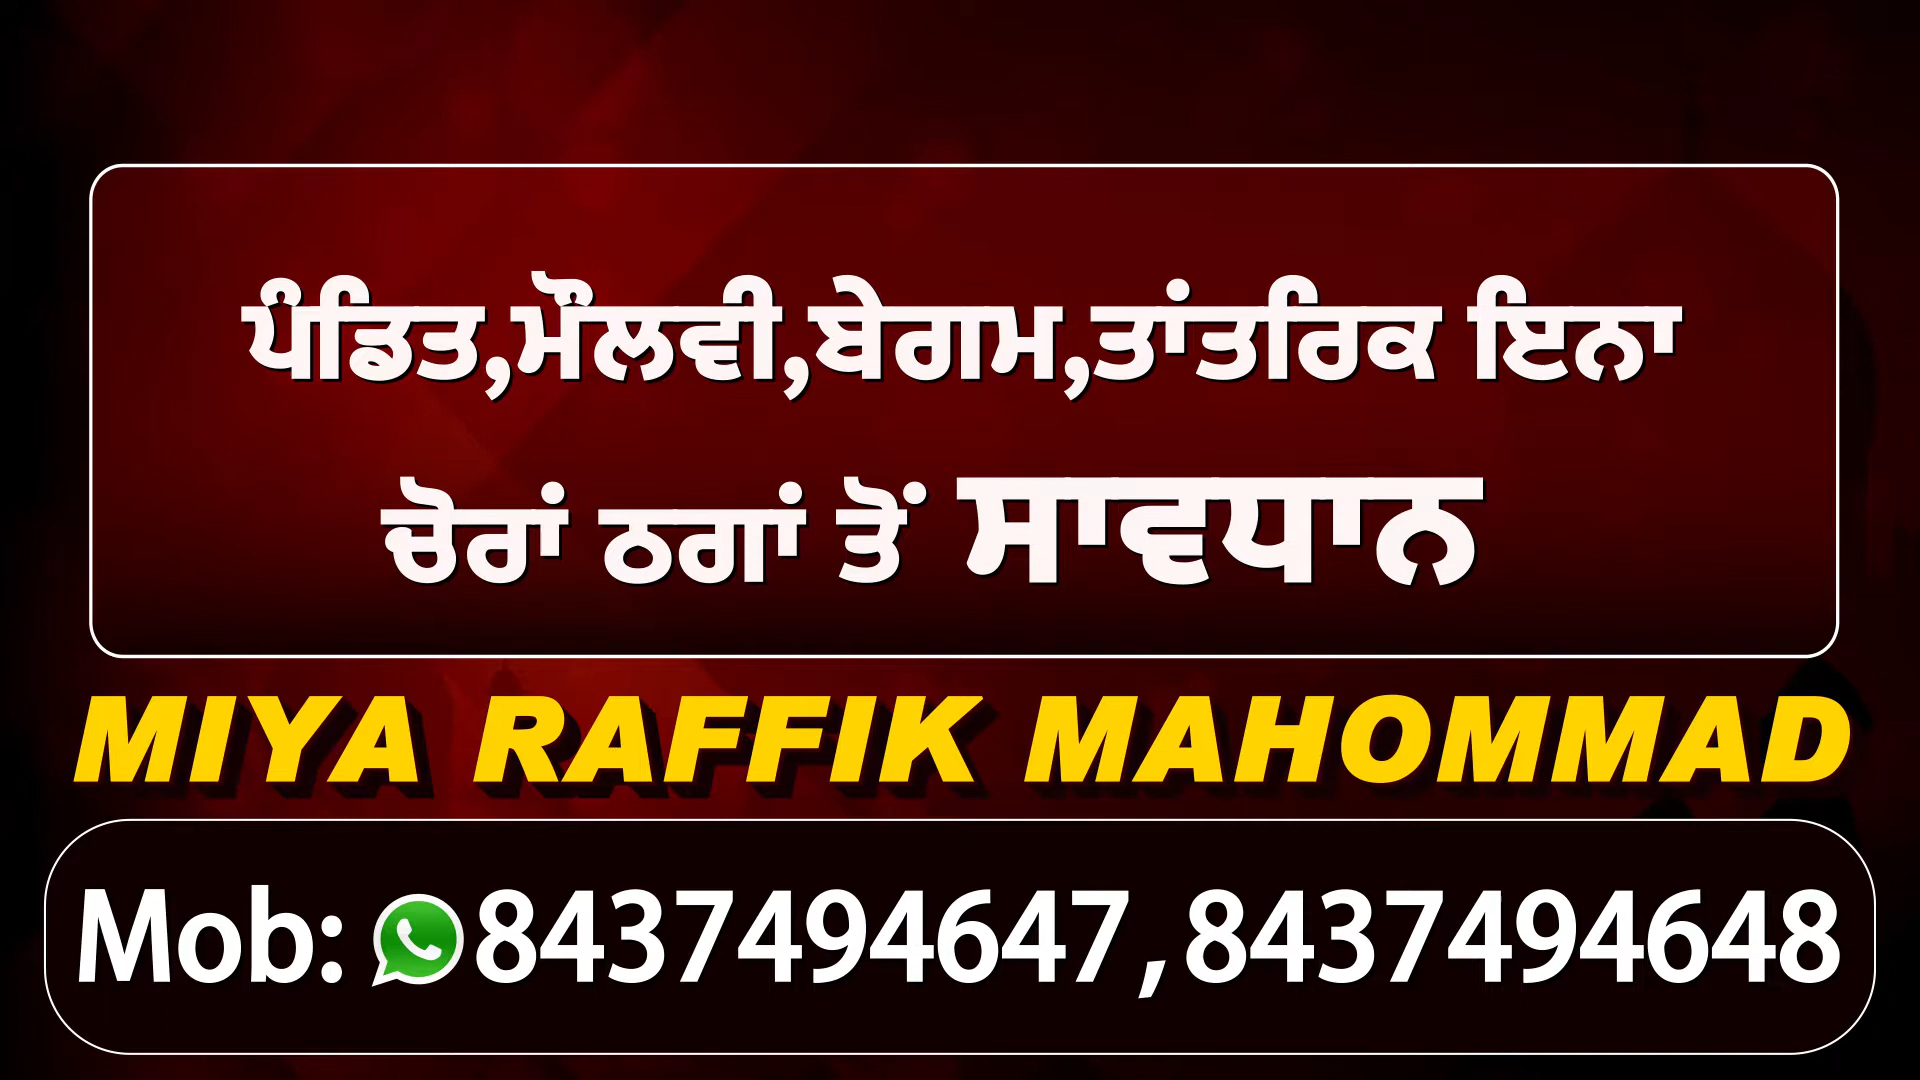 ਪੰਡਿਤ,ਮੌਲਵੀ,ਬੇਗਮ,ਤਾਂਤਰਿਕ ਇਨਾ
ਚੋਰਾਂ ਠਗਾਂ ਤੋਂ ਸਾਵਧਾਨ
MIYA RAFFIK MAHOMMAD
Mob: 8437494647, 8437494648